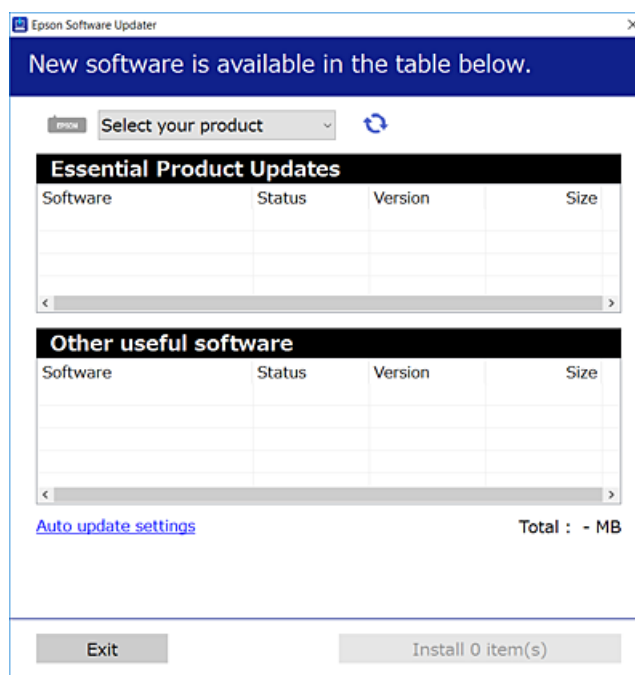 Epson Software Updater
New software is available in the table below.
EPSON Select your product
Essential Product Updates
Software Status Version Size
Other useful software
Software Status Version Size
Auto update settings Total : - MB
Exit Install 0 item(s)